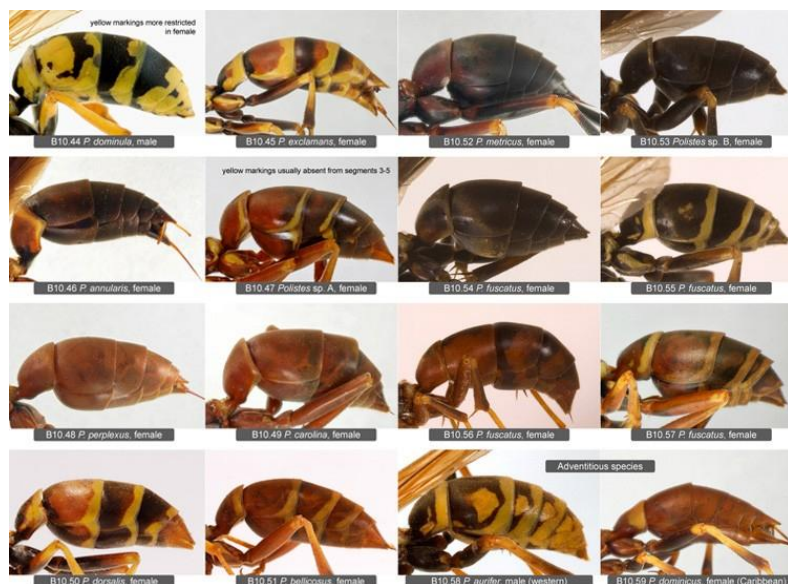 yellow markings more restricted
in female
B10.44 P. dominula, male
B10.45 P. exclamans, female
B10.52 P. metricus, female
B10.53 Polistes sp. B, female
yellow markings usually absent from segments 3-5
B10.46 P. annularis, female
B10.47 Polistes sp. A, female
B10.54 P. fuscatus, female
B10.55 P. fuscatus, female
B10.48 P. perplexus, female
B10.49 P. carolina, female
B10.56 P. fuscatus, female
B10.57 P. fuscatus, female
Adventitious species
B10.50 P. dorsalis, female
B10.51 P. bellicosus, female
B10.58 P. aurifer, male (western)
B10.59 P. dominicus, female (Caribbean)